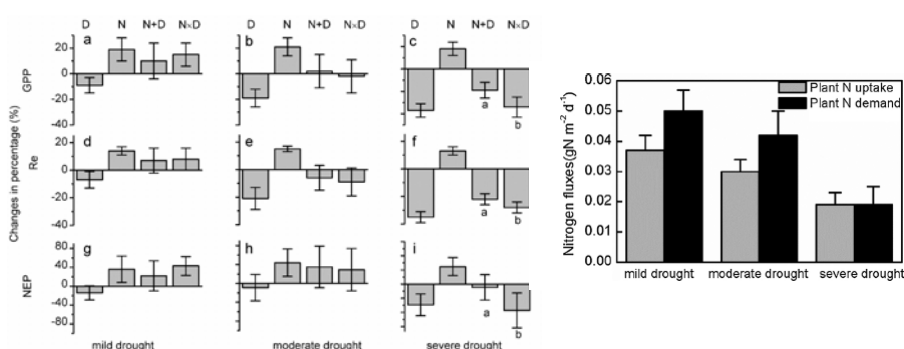 D N N+D N×D D N N+D N×D D N N+D N×D
a b c
20
0
-20
-40
GPP
a
b
d e f
20
0
-20
-40
Re
a
b
g h i
80
40
0
-40
-80
NEP
a
b
Changes in percentage (%)
mild drought moderate drought severe drought
Plant N uptake
Plant N demand
0.06
0.05
0.04
0.03
0.02
0.01
0.00
Nitrogen fluxes(gN m⁻² d⁻¹)
mild drought moderate drought severe drought